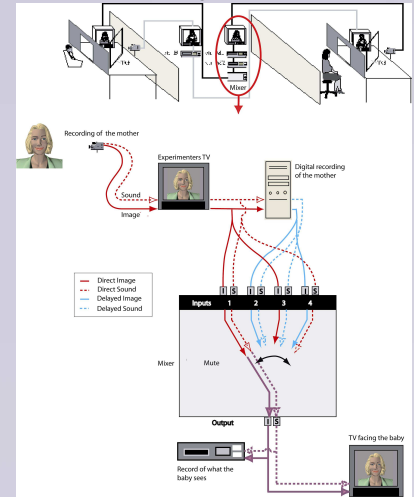 Mixer
Recording of the mother
Experimenters TV
Digital recording
of the mother
Sound
Image
Direct Image
Direct Sound
Delayed Image
Delayed Sound
I S I S I S I S
Inputs 1 2 3 4
Mixer
Mute
Output
I S
TV facing the baby
Record of what the
baby sees